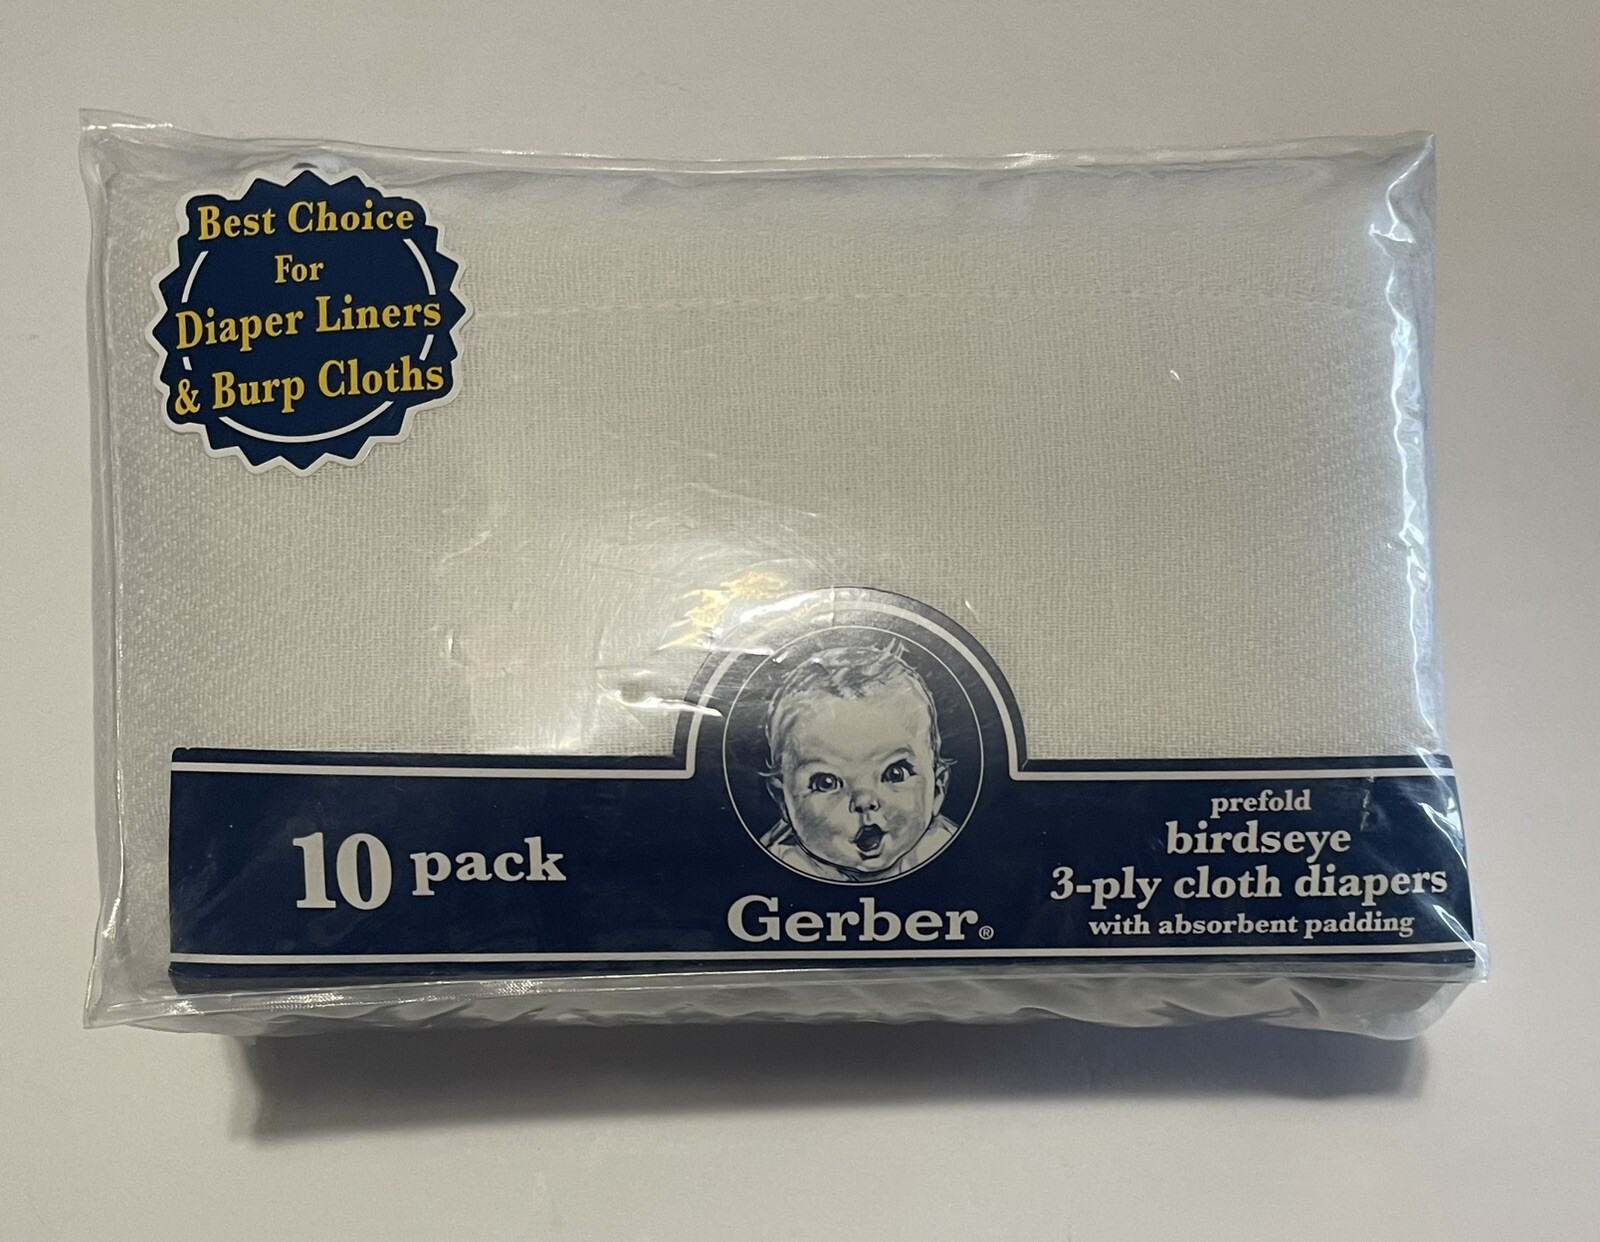 Best Choice
For
Diaper Liners
& Burp Cloths
10 pack
Gerber®
prefold
birdseye
3-ply cloth diapers
with absorbent padding